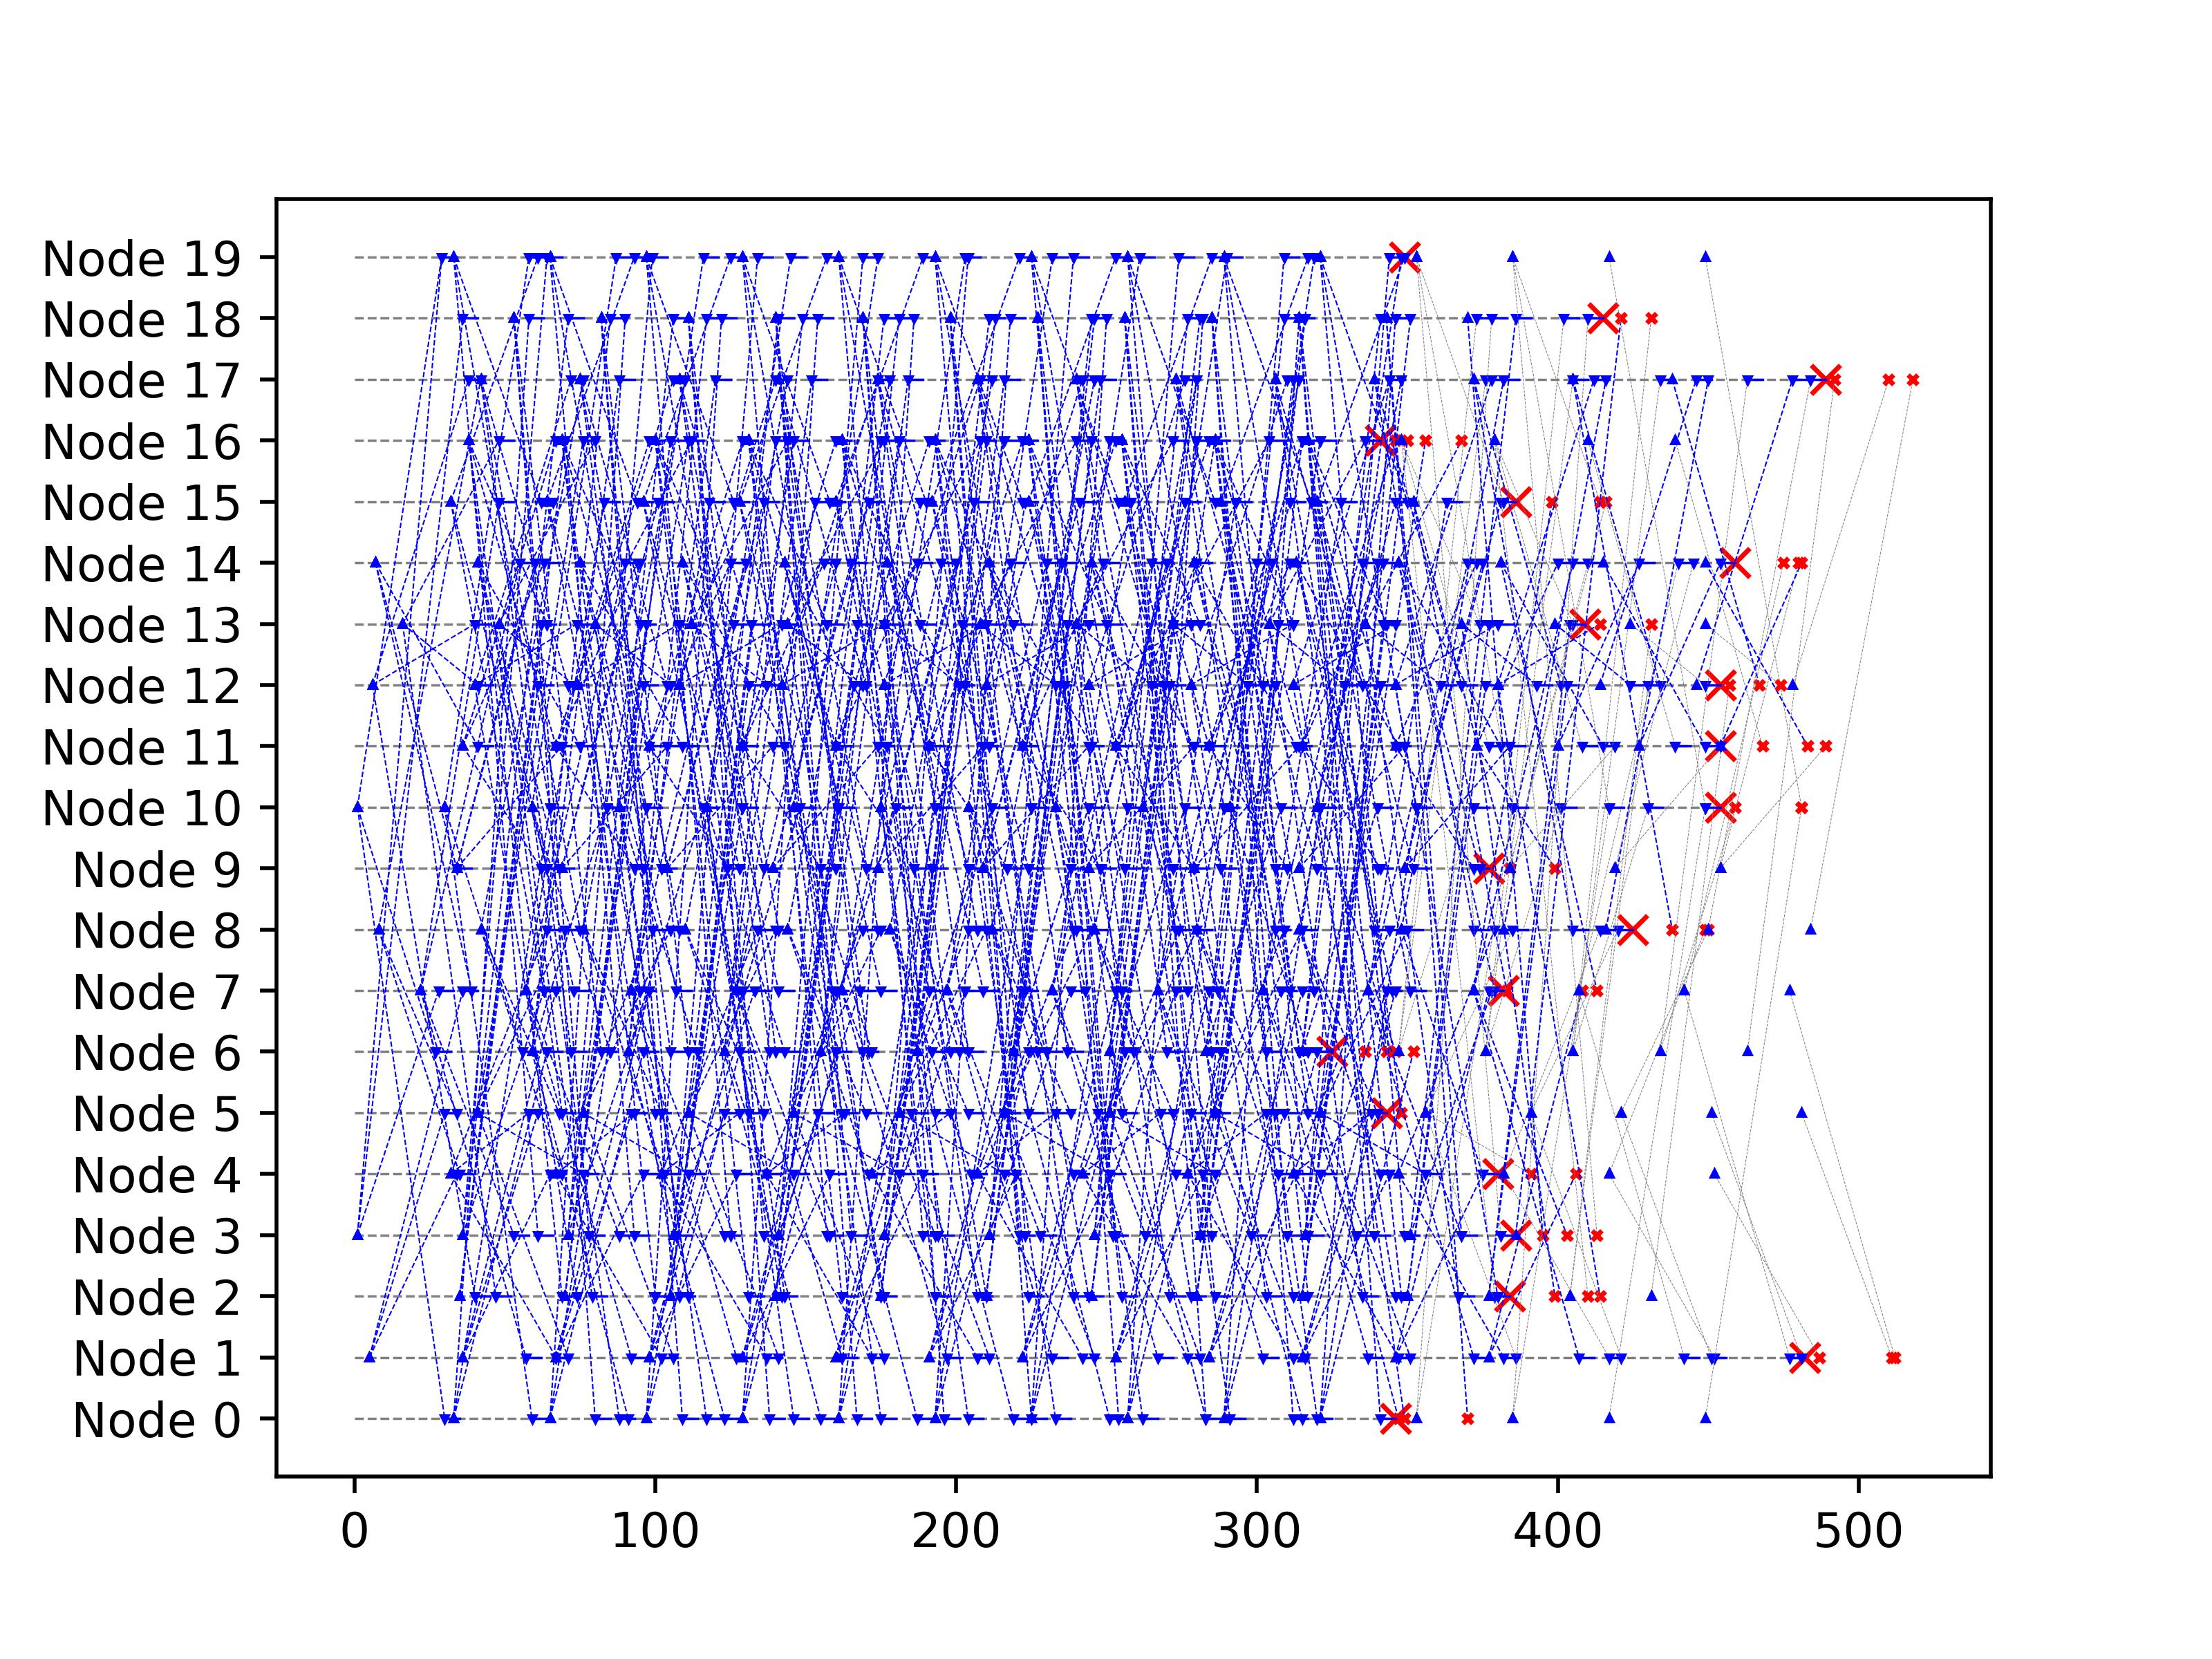 Node 19
Node 18
Node 17
Node 16
Node 15
Node 14
Node 13
Node 12
Node 11
Node 10
Node 9
Node 8
Node 7
Node 6
Node 5
Node 4
Node 3
Node 2
Node 1
Node 0
0 100 200 300 400 500